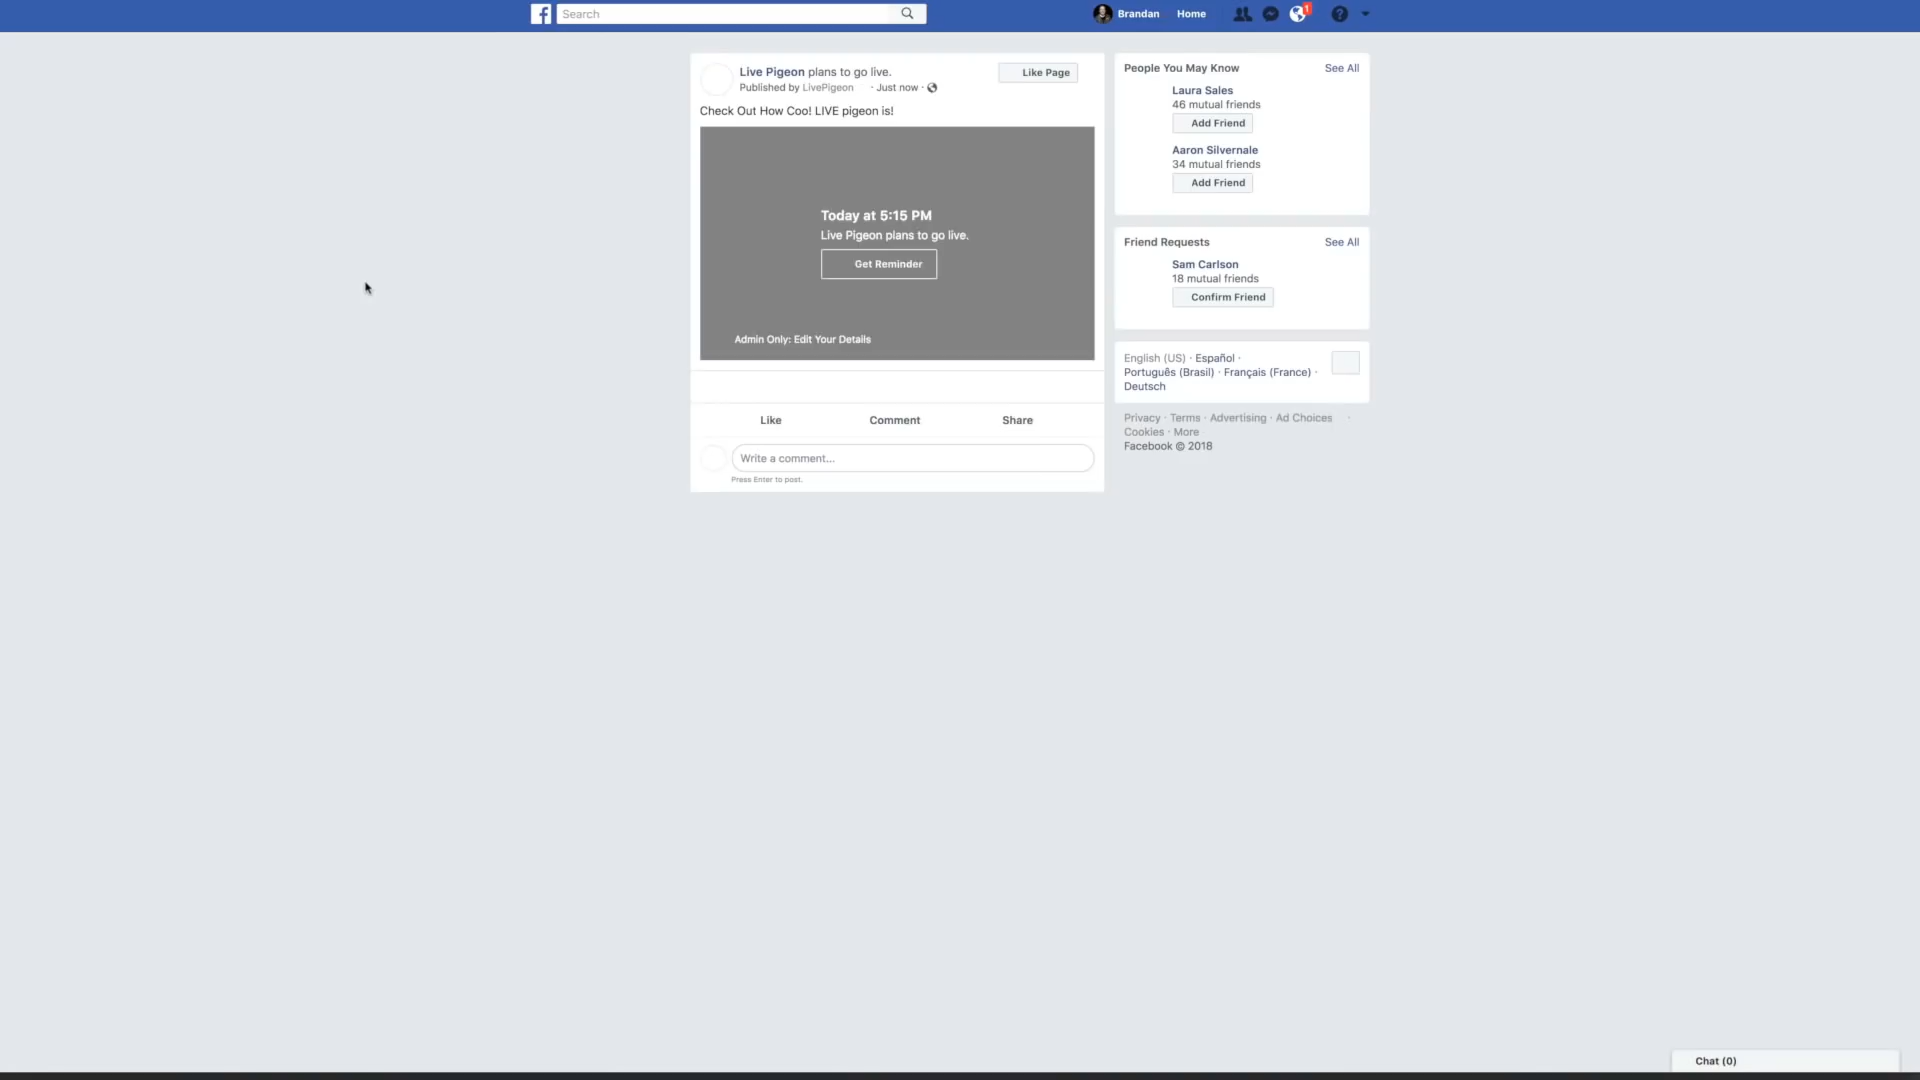 Search
Brandan
Home
1
Live Pigeon plans to go live.
Published by LivePigeon · Just now ·
Like Page
Check Out How Coo! LIVE pigeon is!
Today at 5:15 PM
Live Pigeon plans to go live.
Get Reminder
Admin Only: Edit Your Details
Like
Comment
Share
Write a comment...
Press Enter to post.
People You May Know
See All
Laura Sales
46 mutual friends
Add Friend
Aaron Silvernale
34 mutual friends
Add Friend
Friend Requests
See All
Sam Carlson
18 mutual friends
Confirm Friend
English (US) · Español ·
Português (Brasil) · Français (France) ·
Deutsch
Privacy · Terms · Advertising · Ad Choices ·
Cookies · More
Facebook © 2018
Chat (0)